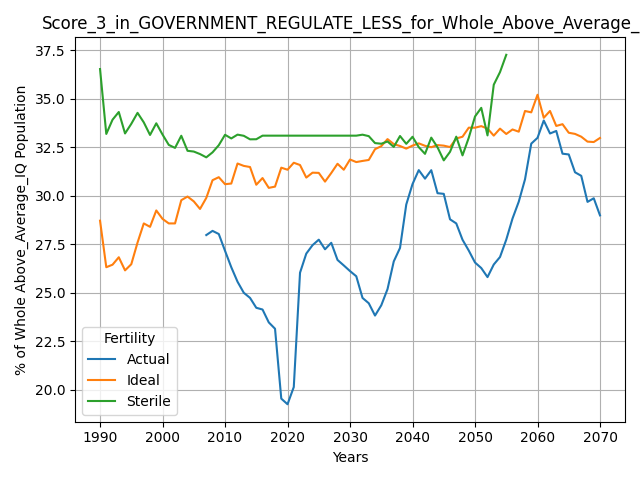 Score_3_in_GOVERNMENT_REGULATE_LESS_for_Whole_Above_Average_
% of Whole Above_Average_IQ Population
37.5
35.0
32.5
30.0
27.5
25.0
22.5
20.0
Fertility
Actual
Ideal
Sterile
1990 2000 2010 2020 2030 2040 2050 2060 2070
Years